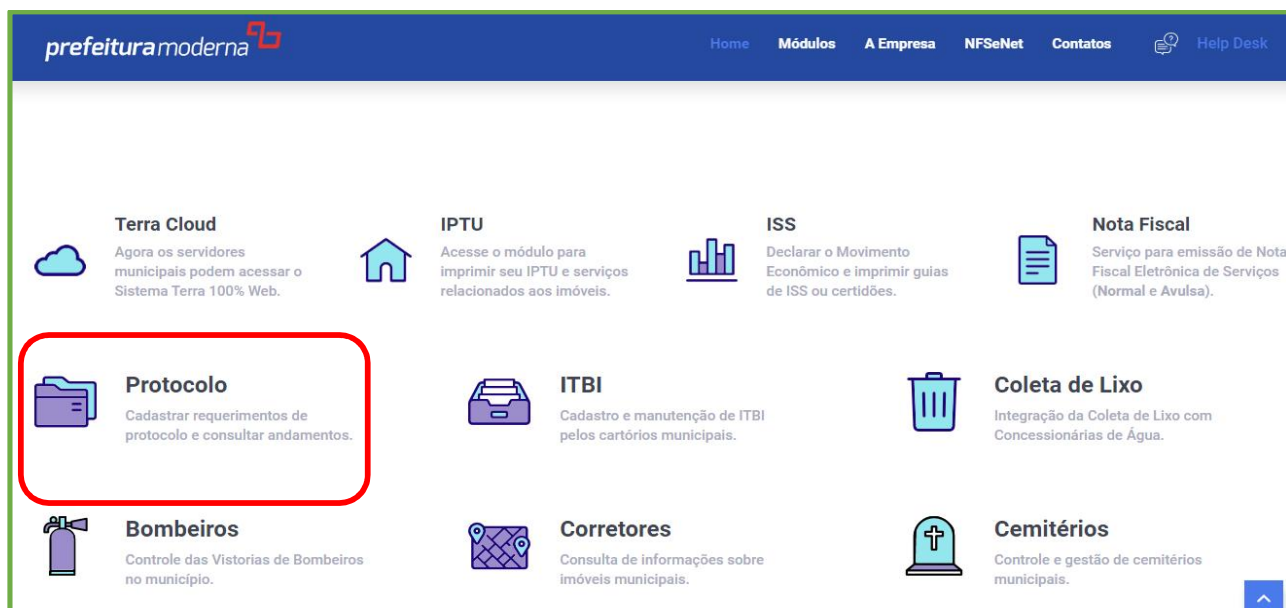 prefeituramoderna
Home Módulos A Empresa NFSeNet Contatos Help Desk
Terra Cloud
Agora os servidores
municipais podem acessar o
Sistema Terra 100% Web.
IPTU
Acesse o módulo para
imprimir seu IPTU e serviços
relacionados aos imóveis.
ISS
Declarar o Movimento
Econômico e imprimir guias
de ISS ou certidões.
Nota Fiscal
Serviço para emissão de Nota
Fiscal Eletrônica de Serviços
(Normal e Avulsa).
Protocolo
Cadastrar requerimentos de
protocolo e consultar andamentos.
ITBI
Cadastro e manutenção de ITBI
pelos cartórios municipais.
Coleta de Lixo
Integração da Coleta de Lixo com
Concessionárias de Água.
Bombeiros
Controle das Vistorias de Bombeiros
no município.
Corretores
Consulta de informações sobre
imóveis municipais.
Cemitérios
Controle e gestão de cemitérios
municipais.